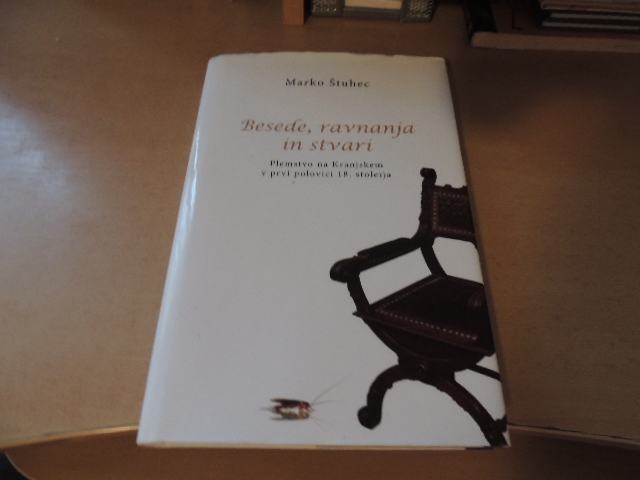 Marko Štuhec
Besede, ravnanja
in stvari
Plemstvo na Kranjskem
v prvi polovici 18. stoletja